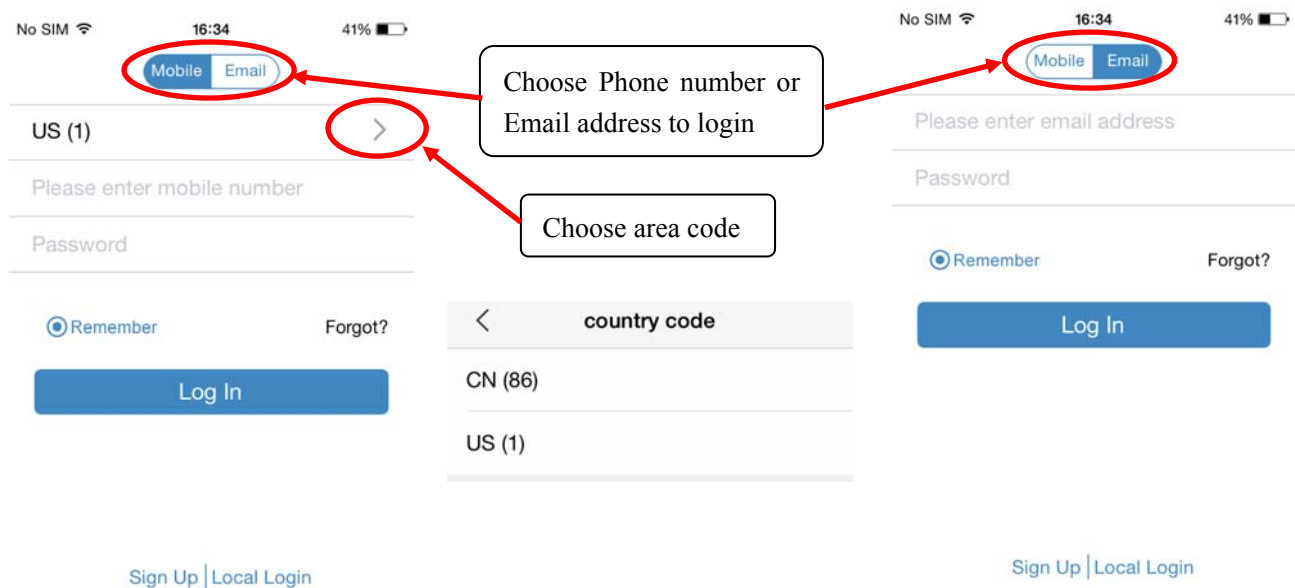 No SIM 16:34 41%
Mobile Email
US (1)
Please enter mobile number
Password
Remember Forgot?
Log In
Sign Up | Local Login
Choose Phone number or
Email address to login
Choose area code
country code
CN (86)
US (1)
No SIM 16:34 41%
Mobile Email
Please enter email address
Password
Remember Forgot?
Log In
Sign Up | Local Login